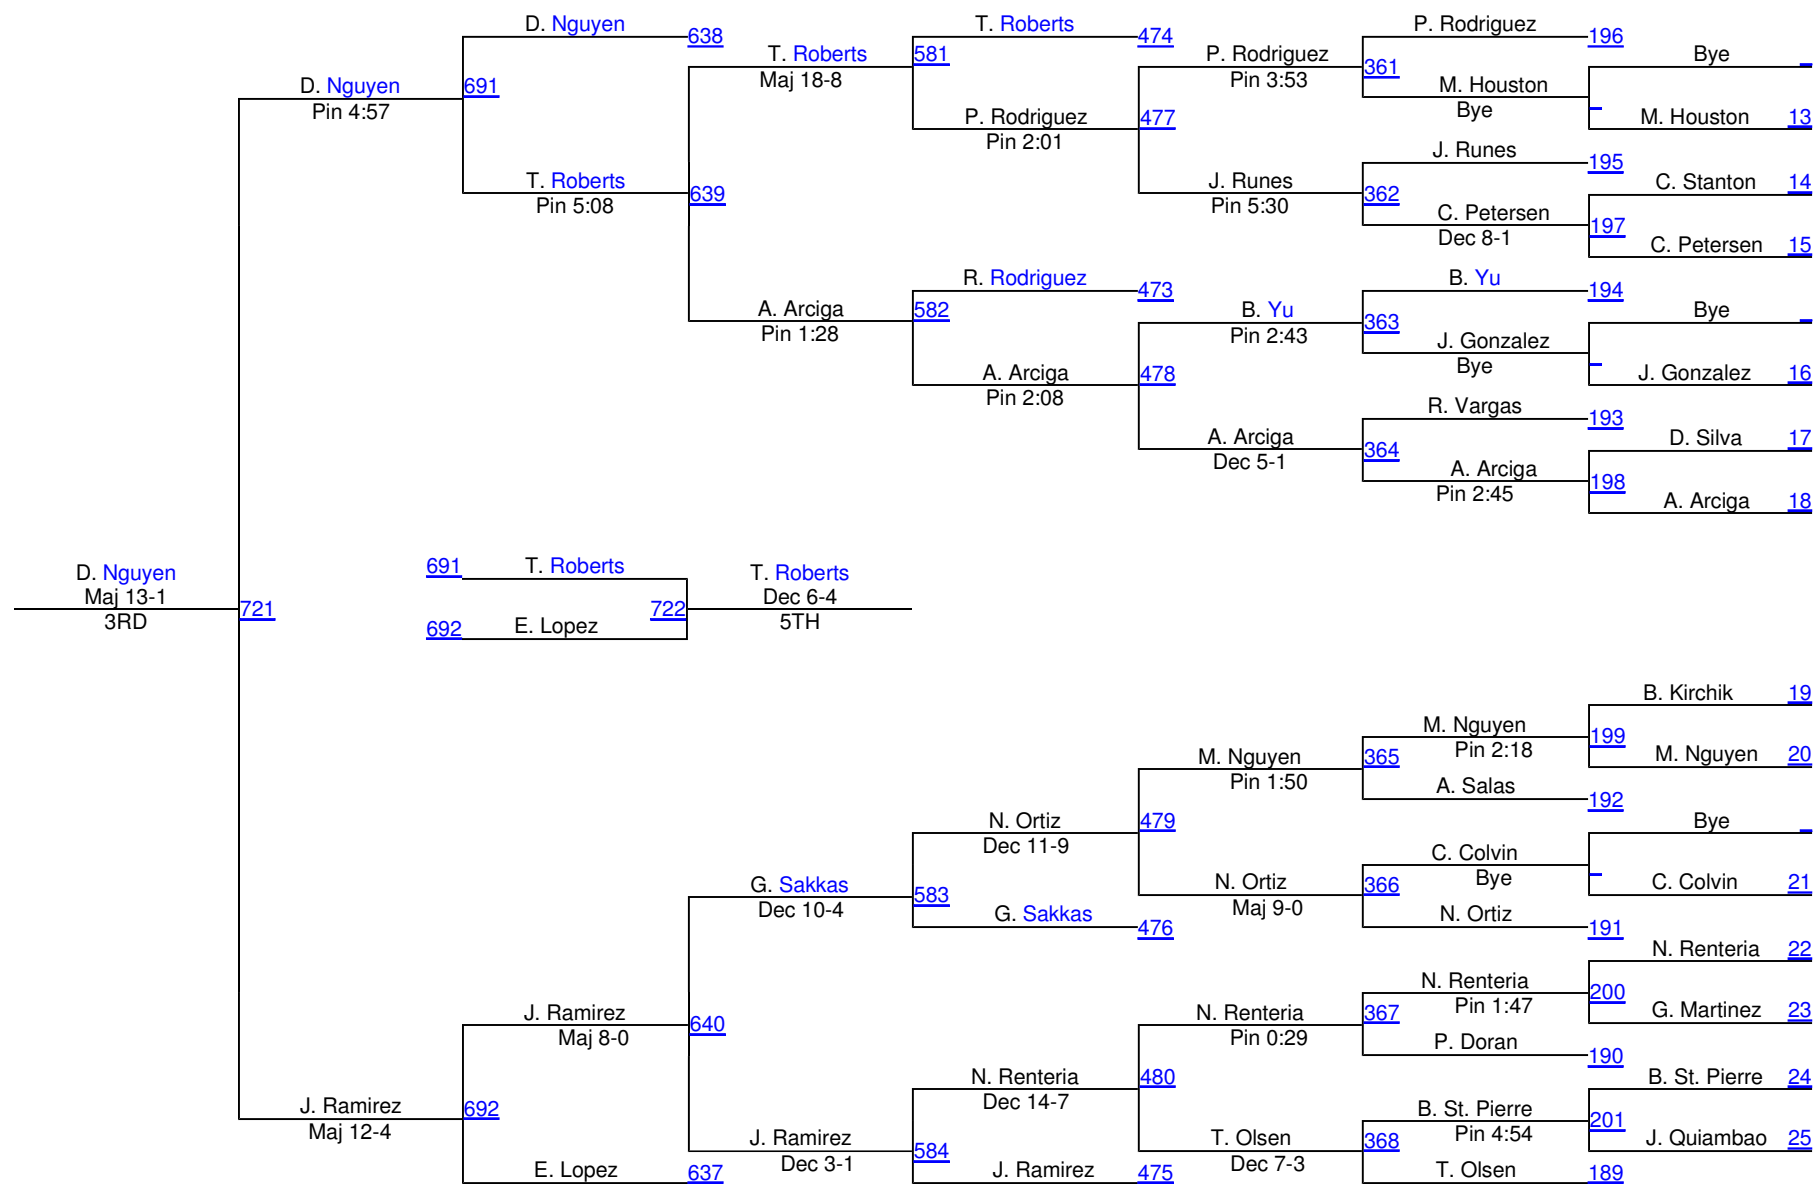 D. Nguyen
638
T. Roberts
Maj 18-8
581
T. Roberts
474
P. Rodriguez
Pin 3:53
361
P. Rodriguez
196
Bye
M. Houston
Bye
M. Houston 13
D. Nguyen
Pin 4:57
691
P. Rodriguez
Pin 2:01
477
J. Runes
195
C. Stanton 14
T. Roberts
Pin 5:08
639
J. Runes
Pin 5:30
362
C. Petersen
Dec 8-1
197
C. Petersen 15
A. Arciga
Pin 1:28
582
R. Rodriguez
473
B. Yu
Pin 2:43
363
B. Yu
194
Bye
J. Gonzalez
Bye
J. Gonzalez 16
A. Arciga
Pin 2:08
478
R. Vargas
193
D. Silva 17
A. Arciga
Dec 5-1
364
A. Arciga
Pin 2:45
198
A. Arciga 18
D. Nguyen
Maj 13-1
3RD
721
691
T. Roberts
692
E. Lopez
722
T. Roberts
Dec 6-4
5TH
B. Kirchik 19
M. Nguyen
Pin 2:18
199
M. Nguyen 20
M. Nguyen
Pin 1:50
365
A. Salas
192
N. Ortiz
Dec 11-9
479
Bye
C. Colvin
Bye
C. Colvin 21
G. Sakkas
Dec 10-4
583
N. Ortiz
Maj 9-0
366
G. Sakkas
476
N. Ortiz
191
N. Renteria 22
N. Renteria
Pin 1:47
200
G. Martinez 23
J. Ramirez
Maj 8-0
640
N. Renteria
Pin 0:29
367
P. Doran
190
N. Renteria
Dec 14-7
480
B. St. Pierre 24
J. Ramirez
Maj 12-4
692
B. St. Pierre
Pin 4:54
201
J. Quiambao 25
J. Ramirez
Dec 3-1
584
T. Olsen
Dec 7-3
368
E. Lopez
637
J. Ramirez
475
T. Olsen
189